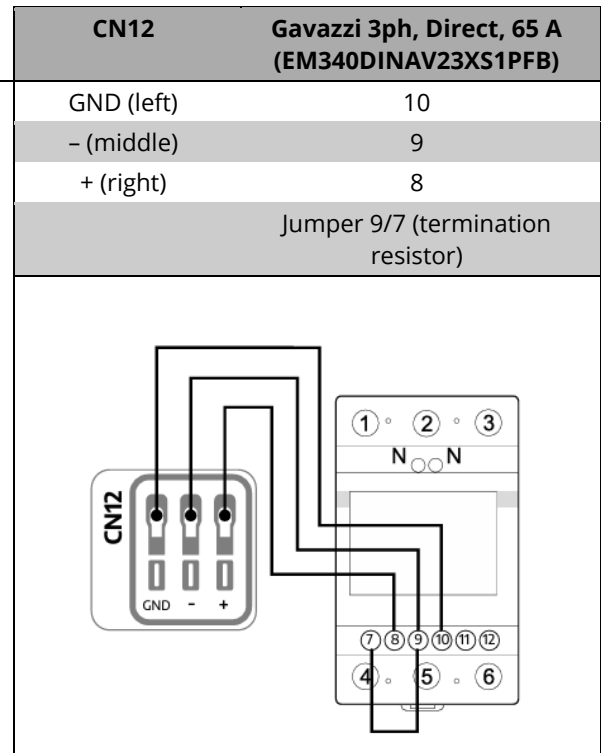 CN12 Gavazzi 3ph, Direct, 65 A
(EM340DINAV23XS1PFB)
GND (left) 10
– (middle) 9
+ (right) 8
Jumper 9/7 (termination
resistor)
1 2 3
N N
CN12
GND - +
7 8 9 10 11 12
4 5 6